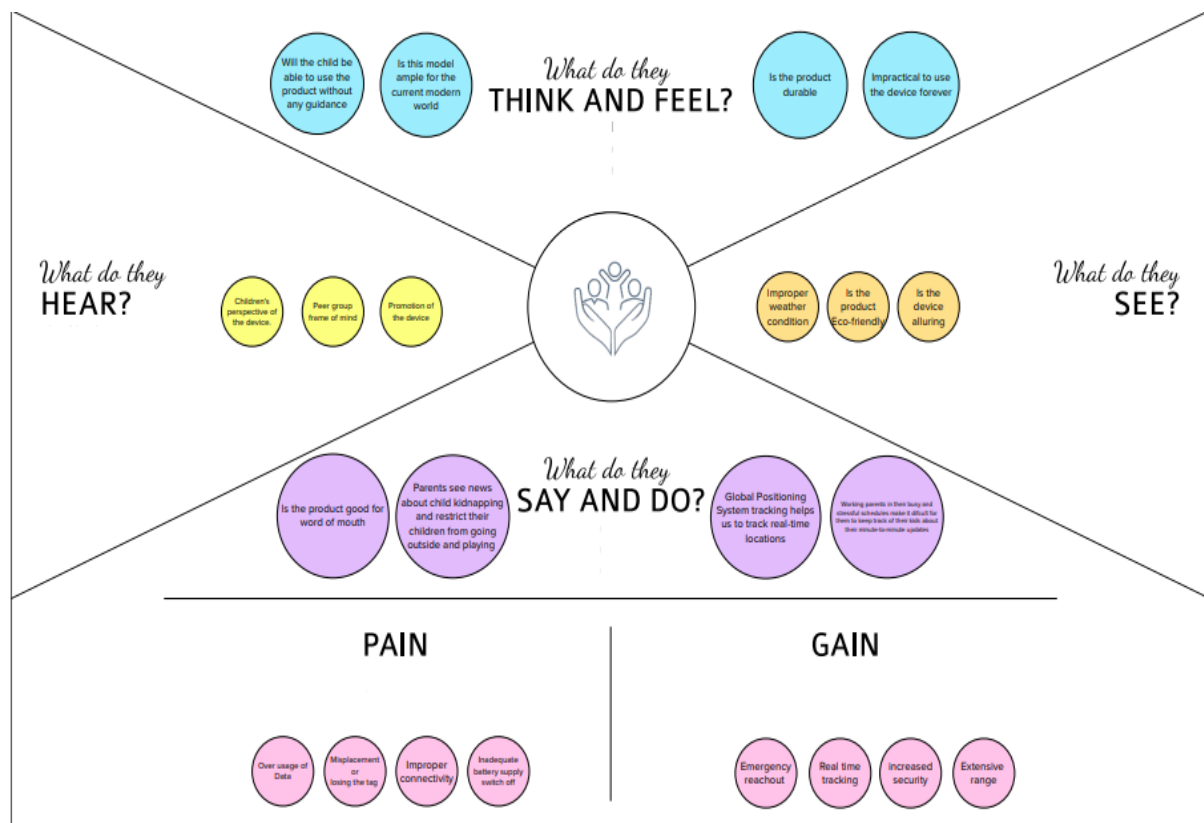 Will the child be
able to use the
product without
any guidance
Is this model
ample for the
current modern
world
What do they
THINK AND FEEL?
Is the product
durable
Impractical to use
the device forever
What do they
HEAR?
Children's
perspective of
the device.
Peer group
frame of mind
Promotion of
the device
Improper
weather
condition
Is the
product
Eco-friendly
Is the
device
alluring
What do they
SEE?
Is the product good for
word of mouth
Parents see news
about child kidnapping
and restrict their
children from going
outside and playing
What do they
SAY AND DO?
Global Positioning
System tracking helps
us to track real-time
locations
Working parents in their busy and
stressful schedules make it difficult for
them to keep track of their kids about
their minute-to-minute updates
PAIN
Over usage of
Data
Misplacement
or
losing the tag
Improper
connectivity
Inadequate
battery supply
switch off
GAIN
Emergency
reachout
Real time
tracking
increased
security
Extensive
range